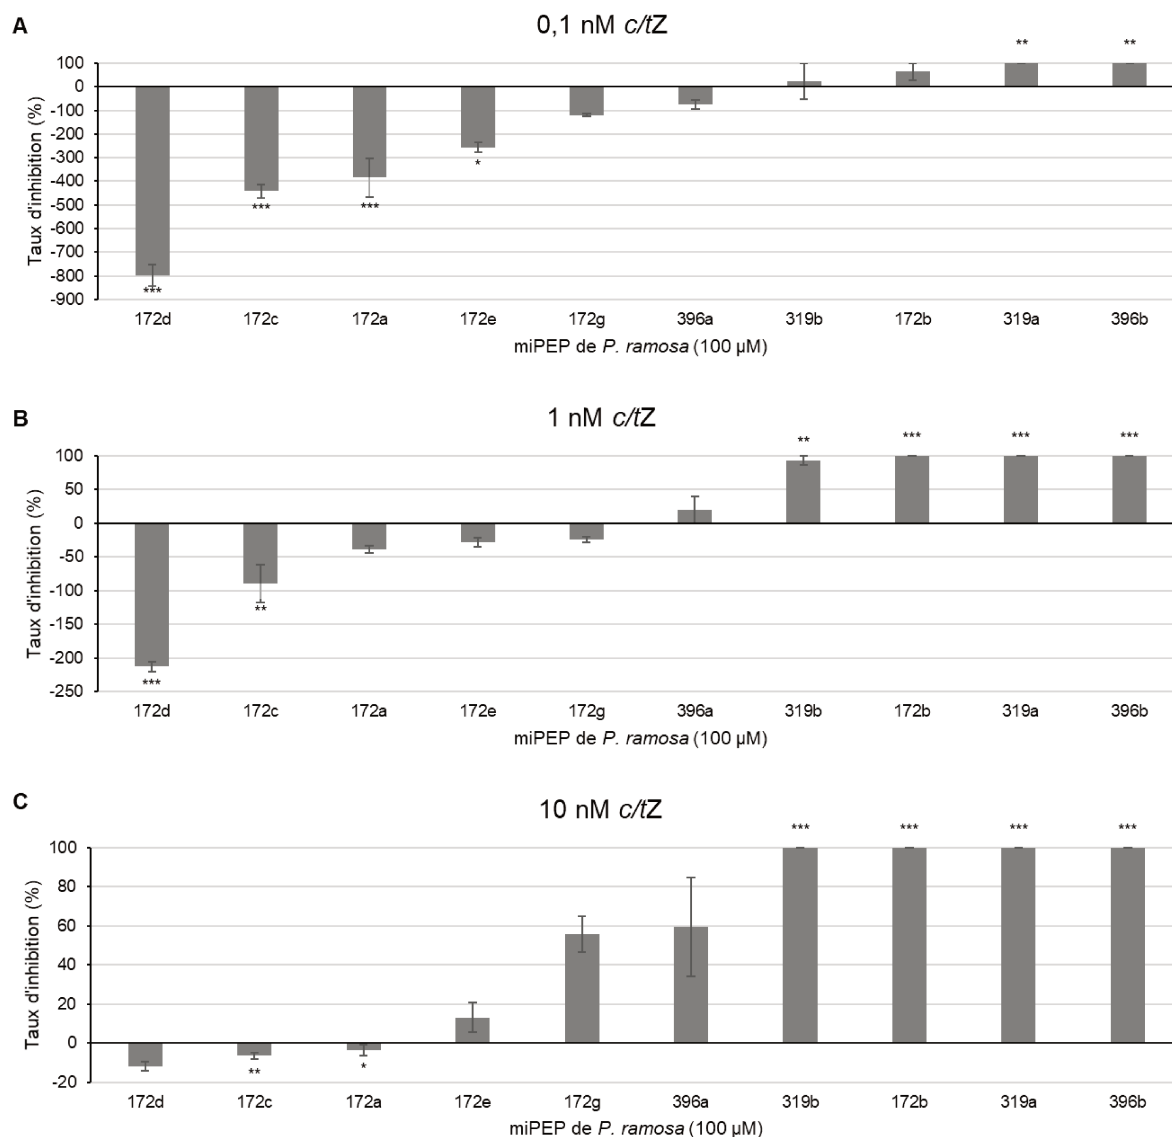 A
0,1 nM c/tZ
** **
100
0
-100
-200
-300
-400
-500
-600
-700
-800
-900
Taux d'inhibition (%)
*** *** *** *
172d 172c 172a 172e 172g 396a 319b 172b 319a 396b
miPEP de P. ramosa (100 µM)
B
1 nM c/tZ
** *** *** ***
100
50
0
-50
-100
-150
-200
-250
Taux d'inhibition (%)
*** **
172d 172c 172a 172e 172g 396a 319b 172b 319a 396b
miPEP de P. ramosa (100 µM)
C
10 nM c/tZ
*** *** *** ***
100
80
60
40
20
0
-20
Taux d'inhibition (%)
** *
172d 172c 172a 172e 172g 396a 319b 172b 319a 396b
miPEP de P. ramosa (100 µM)